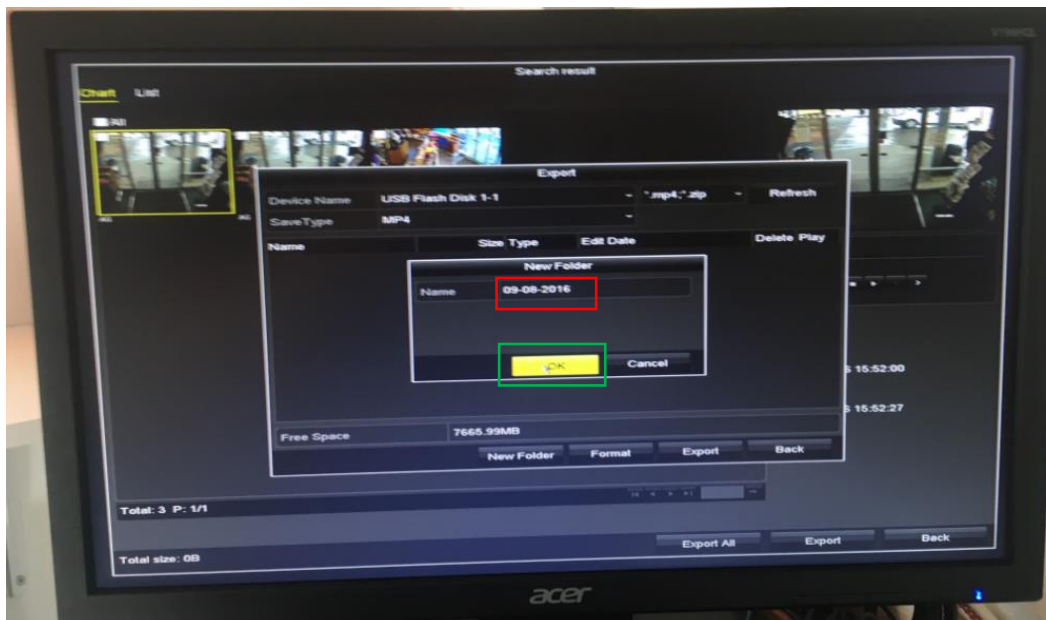 Search result
Chart List
All
Export
Device Name USB Flash Disk 1-1 *.mp4;*.zip Refresh
Save Type MP4
Name Size Type Edit Date Delete Play
New Folder
Name 09-08-2016
OK Cancel
15:52:00
15:52:27
Free Space 7665.99MB
New Folder Format Export Back
Total: 3 P: 1/1
Export All Export Back
Total size: 0B
acer